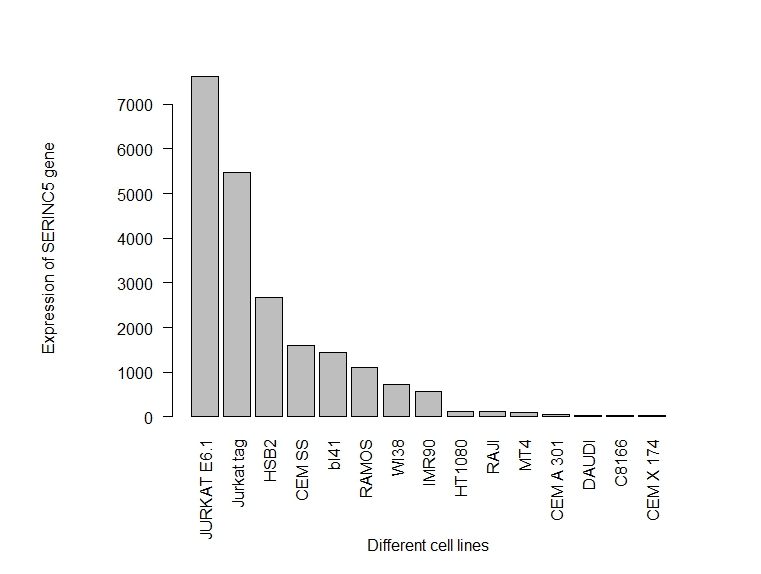 Expression of SERINC5 gene
7000
6000
5000
4000
3000
2000
1000
0
JURKAT E6.1
Jurkat tag
HSB2
CEM SS
bl41
RAMOS
WI38
IMR90
HT1080
RAJI
MT4
CEM A 301
DAUDI
C8166
CEM X 174
Different cell lines